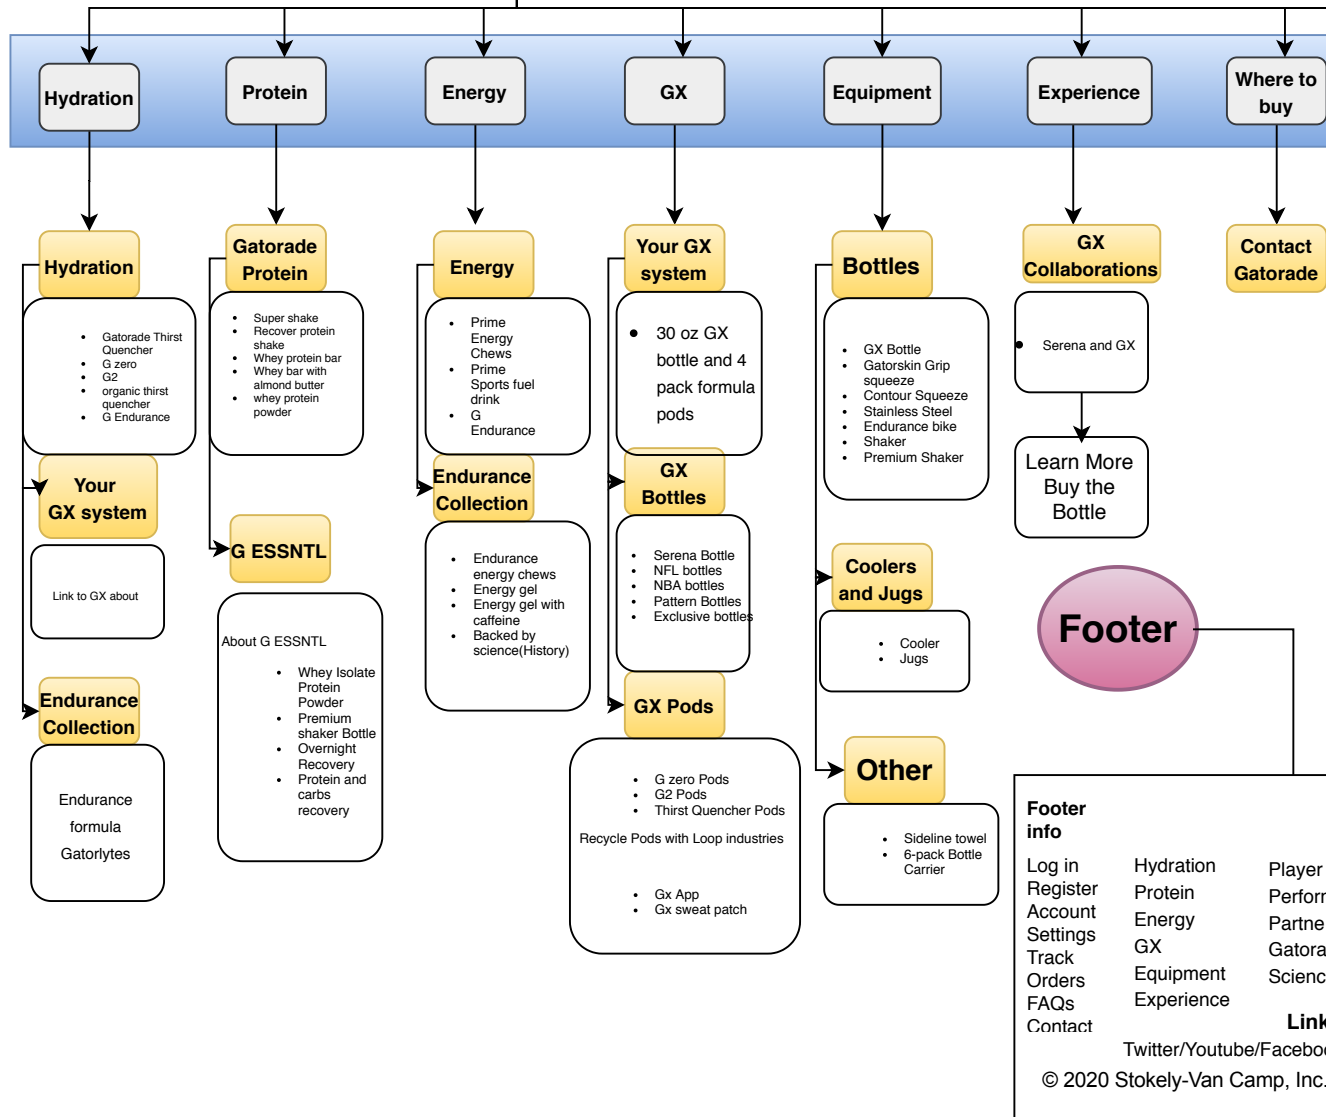 Hydration
Protein
Energy
GX
Equipment
Experience
Where to
buy
Hydration
• Gatorade Thirst
Quencher
• G zero
• G2
• organic thirst
quencher
• G Endurance
Your
GX system
Link to GX about
Endurance
Collection
Endurance
formula
Gatorlytes
Gatorade
Protein
• Super shake
• Recover protein
shake
• Whey protein bar
• Whey bar with
almond butter
• whey protein
powder
G ESSNTL
About G ESSNTL
• Whey Isolate
Protein
Powder
• Premium
shaker Bottle
• Overnight
Recovery
• Protein and
carbs
recovery
Energy
• Prime
Energy
Chews
• Prime
Sports fuel
drink
• G
Endurance
Endurance
Collection
• Endurance
energy chews
• Energy gel
• Energy gel with
caffeine
• Backed by
science(History)
Your GX
system
• 30 oz GX
bottle and 4
pack formula
pods
GX
Bottles
• Serena Bottle
• NFL bottles
• NBA bottles
• Pattern Bottles
• Exclusive bottles
GX Pods
• G zero Pods
• G2 Pods
• Thirst Quencher Pods
Recycle Pods with Loop industries
• Gx App
• Gx sweat patch
Bottles
• GX Bottle
• Gatorskin Grip
squeeze
• Contour Squeeze
• Stainless Steel
• Endurance bike
• Shaker
• Premium Shaker
Coolers
and Jugs
• Cooler
• Jugs
Other
• Sideline towel
• 6-pack Bottle
Carrier
GX
Collaborations
• Serena and GX
Learn More
Buy the
Bottle
Contact
Gatorade
Footer
Footer
info
Log in
Register
Account
Settings
Track
Orders
FAQs
Contact
Hydration
Protein
Energy
GX
Equipment
Experience
Player
Perforn
Partne
Gatora
Scienc
Link
Twitter/Youtube/Faceboo
© 2020 Stokely-Van Camp, Inc.